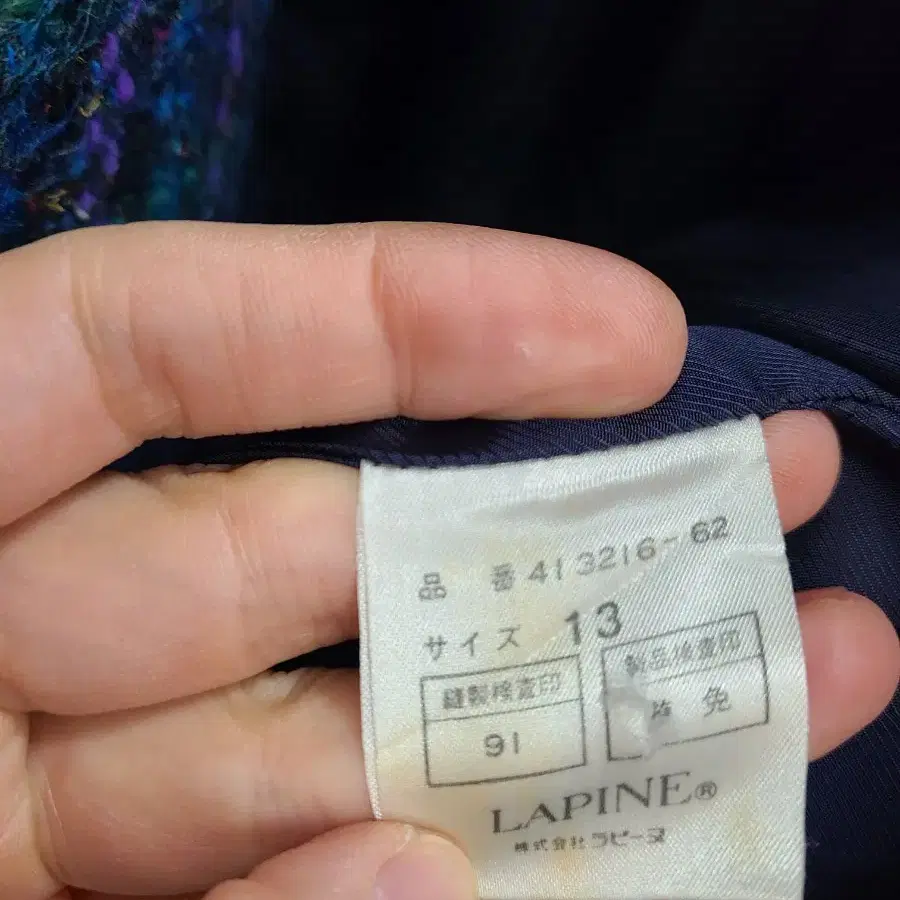 品 番 413216-62
サイズ 13
縫製検査印 製品検査印
91 免
LAPINE®
株式会社ラピーヌ